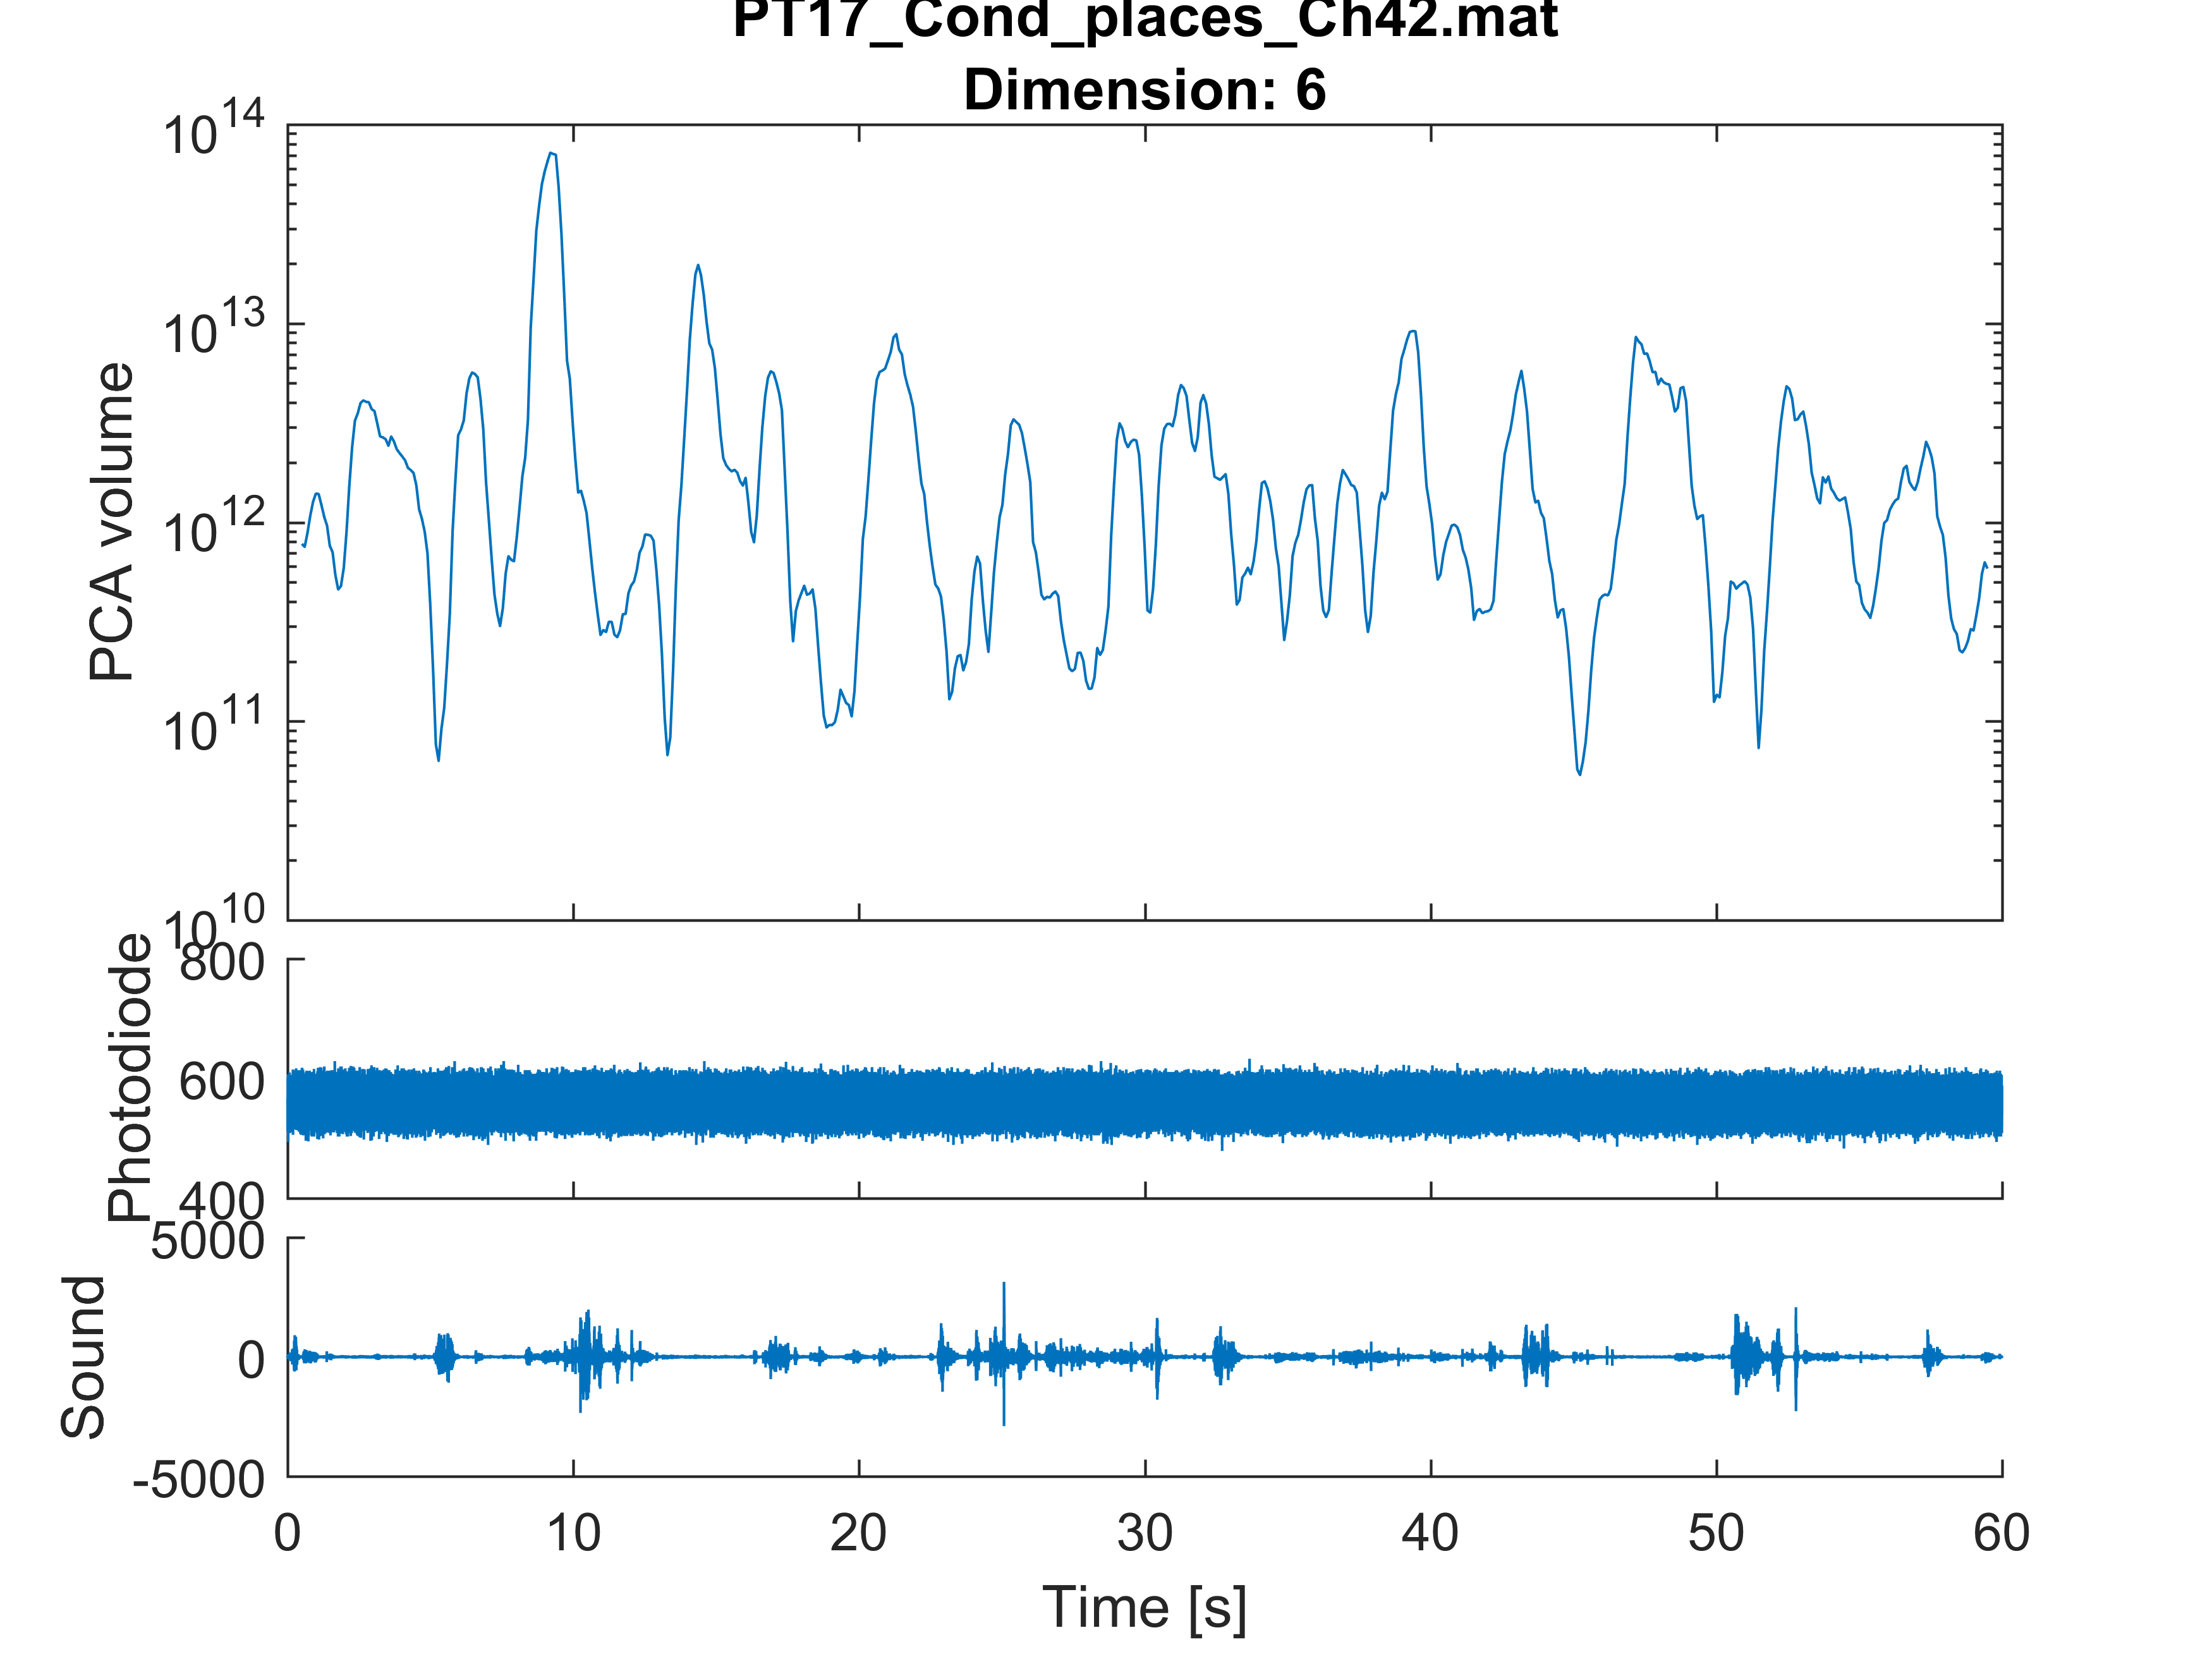 PT17_Cond_places_Ch42.mat
Dimension: 6
10^14
10^13
10^12
10^11
10^10
PCA volume
800
600
400
Photodiode
5000
0
-5000
Sound
0 10 20 30 40 50 60
Time [s]